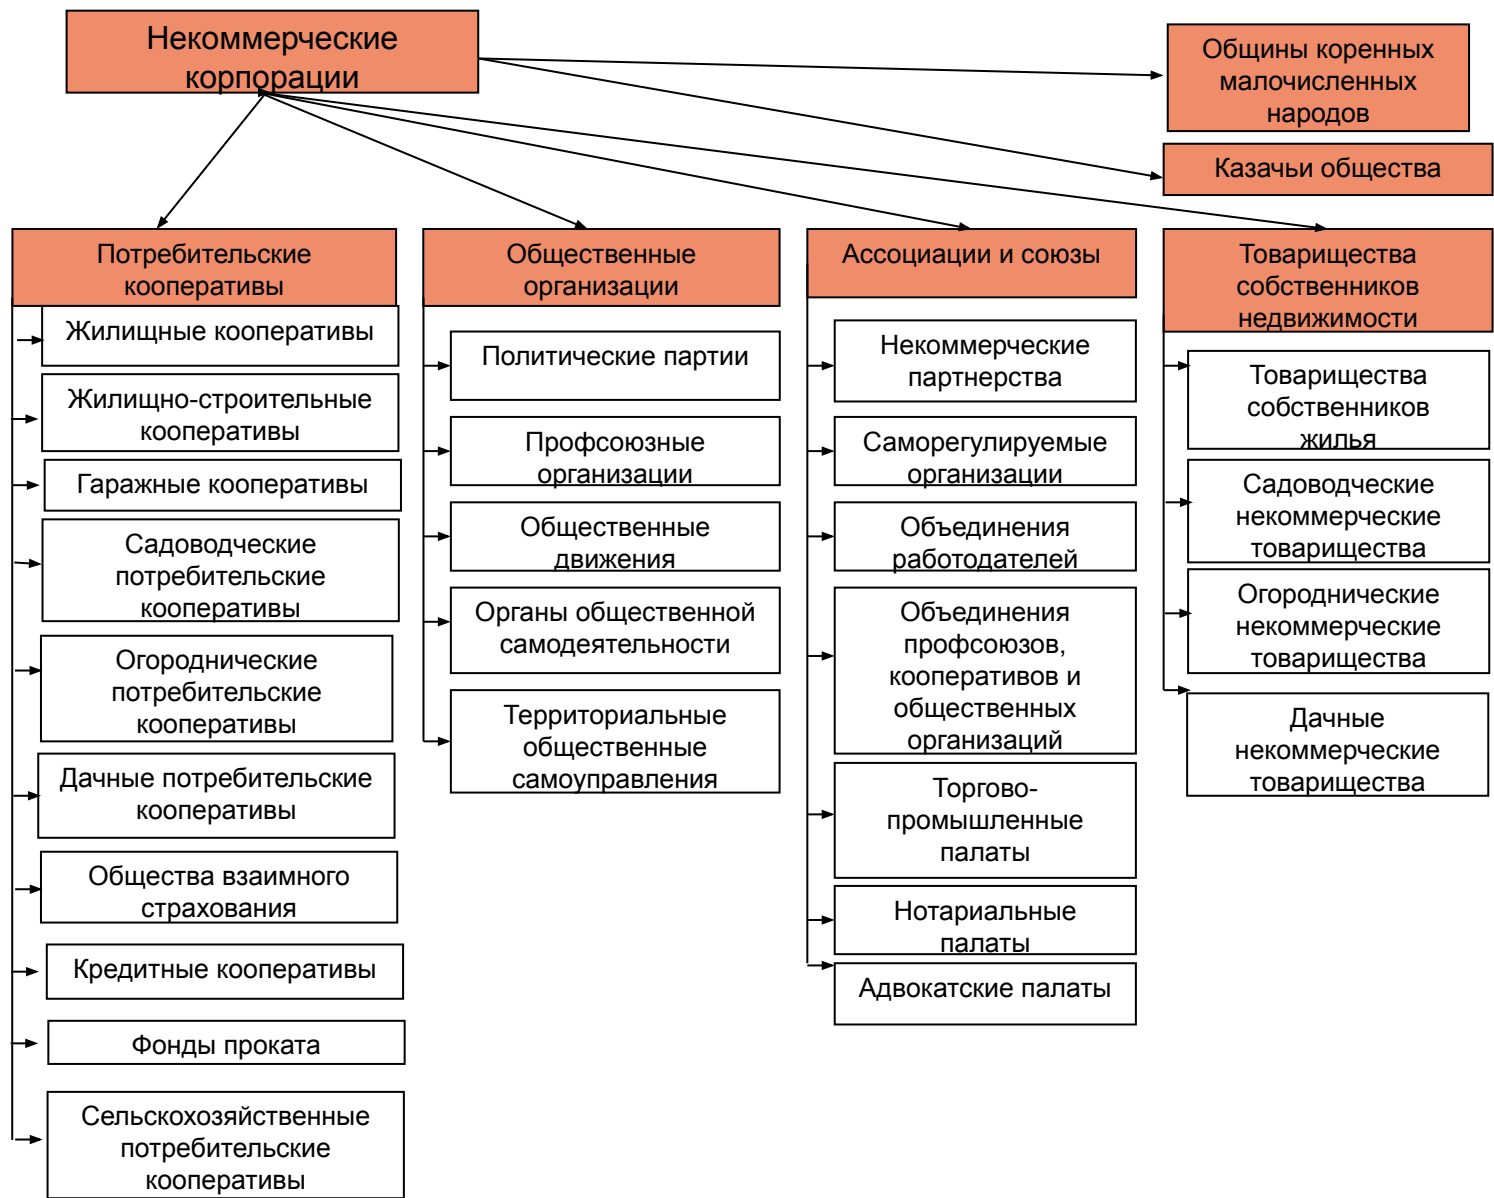 Некоммерческие
корпорации
Общины коренных
малочисленных
народов
Казачьи общества
Потребительские
кооперативы
Жилищные кооперативы
Жилищно-строительные
кооперативы
Гаражные кооперативы
Садоводческие
потребительские
кооперативы
Огороднические
потребительские
кооперативы
Дачные потребительские
кооперативы
Общества взаимного
страхования
Кредитные кооперативы
Фонды проката
Сельскохозяйственные
потребительские
кооперативы
Общественные
организации
Политические партии
Профсоюзные
организации
Общественные
движения
Органы общественной
самодеятельности
Территориальные
общественные
самоуправления
Ассоциации и союзы
Некоммерческие
партнерства
Саморегулируемые
организации
Объединения
работодателей
Объединения
профсоюзов,
кооперативов и
общественных
организаций
Торгово-
промышленные
палаты
Нотариальные
палаты
Адвокатские палаты
Товарищества
собственников
недвижимости
Товарищества
собственников
жилья
Садоводческие
некоммерческие
товарищества
Огороднические
некоммерческие
товарищества
Дачные
некоммерческие
товарищества